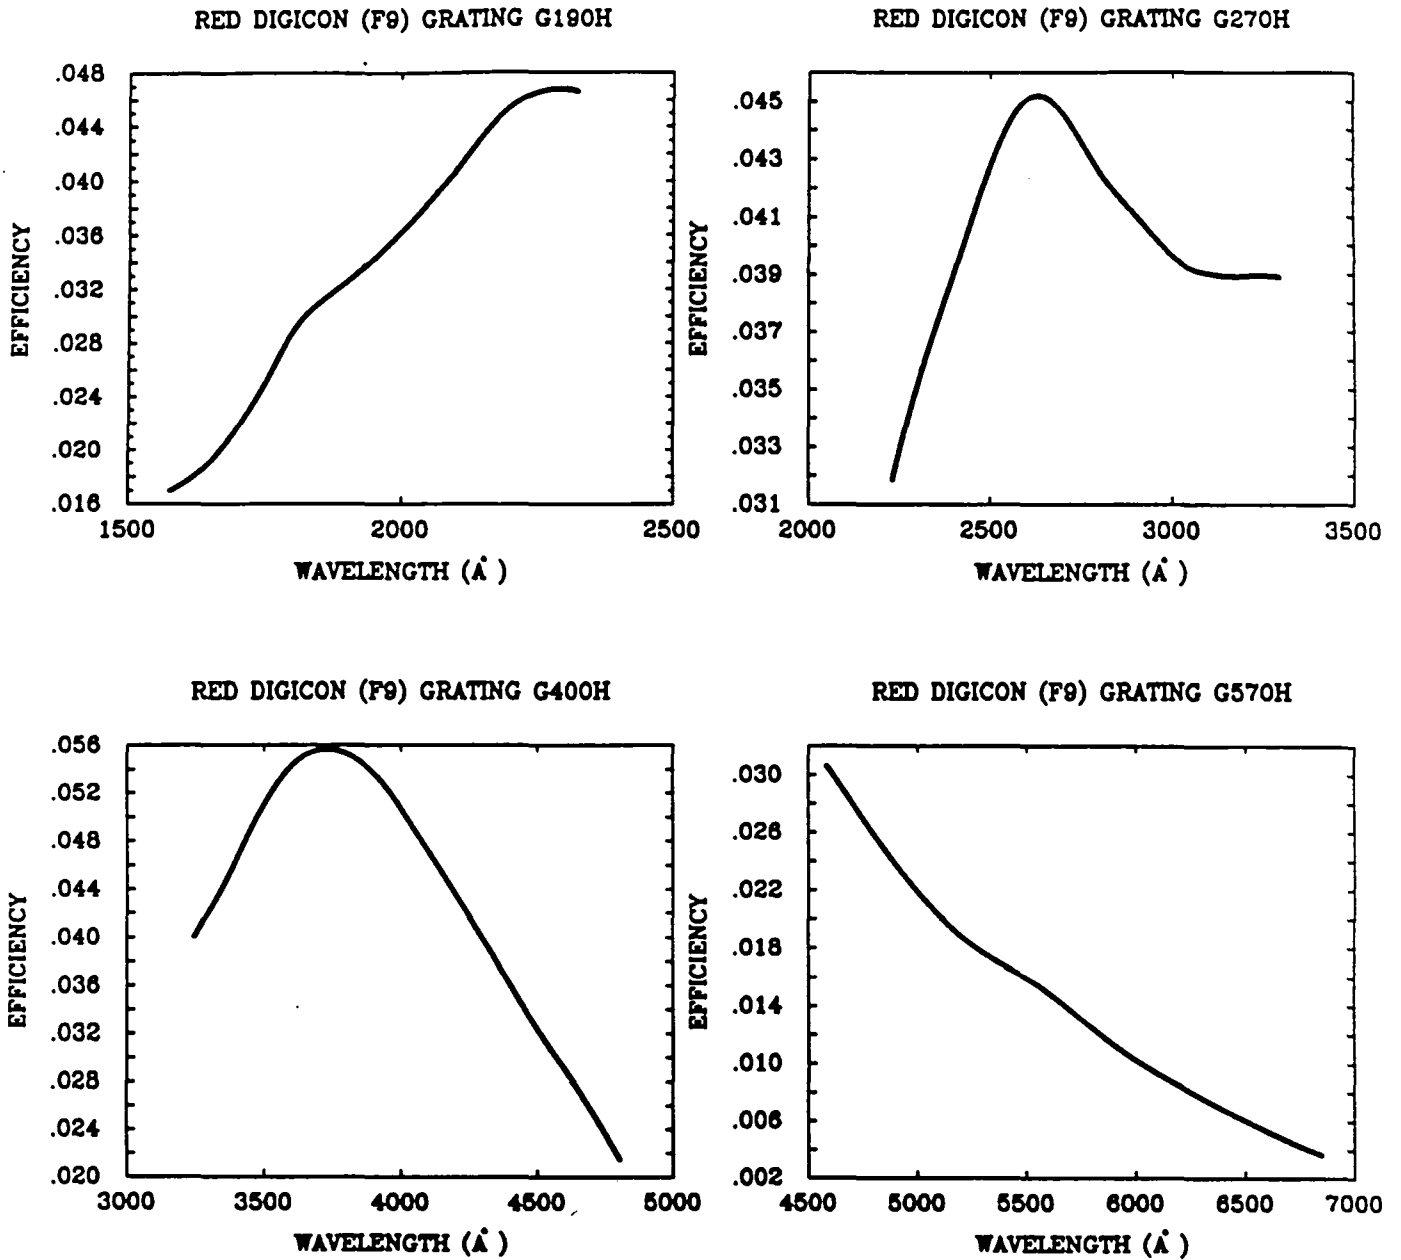 RED DIGICON (F9) GRATING G190H
.048
.044
.040
.036
.032
.028
.024
.020
.016
EFFICIENCY
1500 2000 2500
WAVELENGTH (Å)
RED DIGICON (F9) GRATING G270H
.045
.043
.041
.039
.037
.035
.033
.031
EFFICIENCY
2000 2500 3000 3500
WAVELENGTH (Å)
RED DIGICON (F9) GRATING G400H
.056
.052
.048
.044
.040
.036
.032
.028
.024
.020
EFFICIENCY
3000 3500 4000 4500 5000
WAVELENGTH (Å)
RED DIGICON (F9) GRATING G570H
.030
.026
.022
.018
.014
.010
.006
.002
EFFICIENCY
4500 5000 5500 6000 6500 7000
WAVELENGTH (Å)